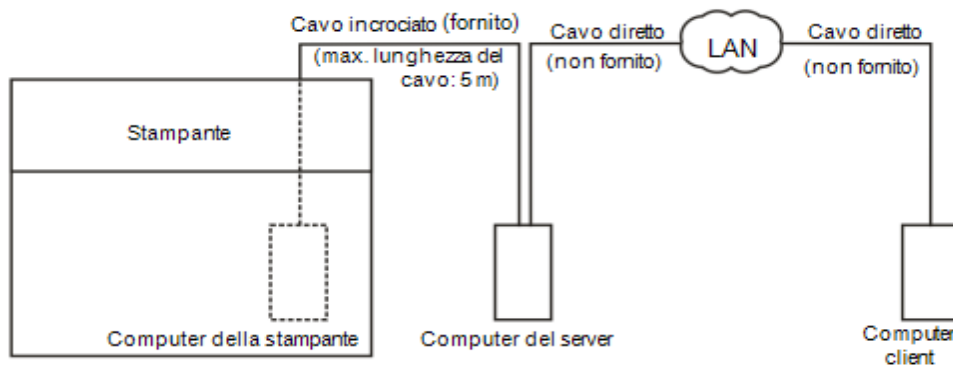 Cavo incrociato (fornito)
(max. lunghezza del
cavo: 5 m)
Cavo diretto
(non fornito)
LAN
Cavo diretto
(non fornito)
Stampante
Computer della stampante
Computer del server
Computer
client